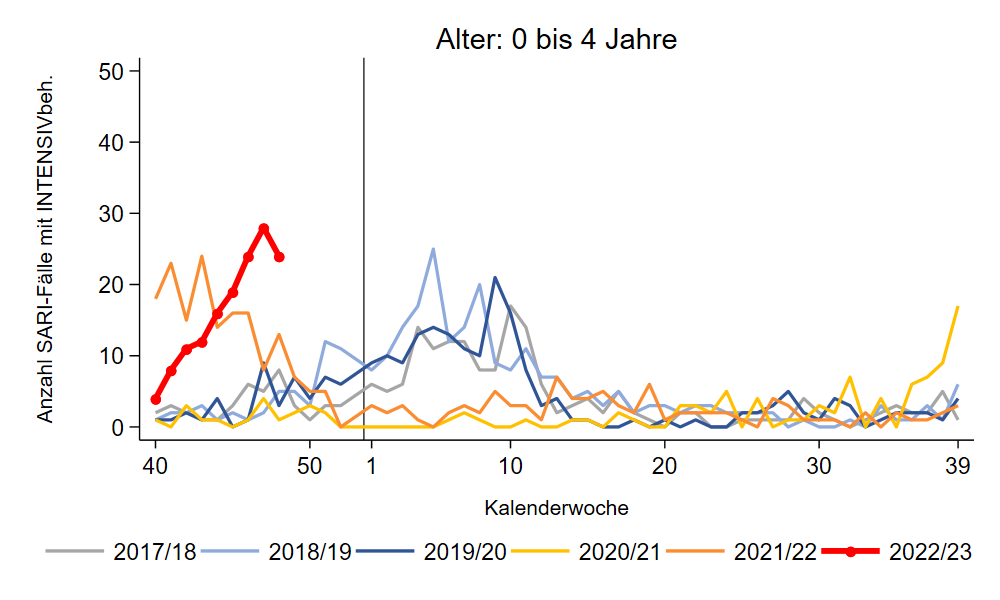 Alter: 0 bis 4 Jahre
Anzahl SARI-Fälle mit INTENSIVbeh.
50
40
30
20
10
0
40 50 1 10 20 30 39
Kalenderwoche
2017/18 2018/19 2019/20 2020/21 2021/22 2022/23